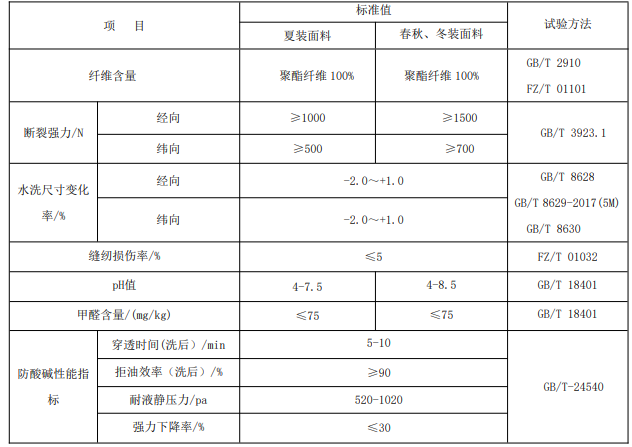 项 目 标准值 试验方法
夏装面料 春秋、冬装面料
纤维含量 聚酯纤维 100% 聚酯纤维 100% GB/T 2910
FZ/T 01101
断裂强力/N 经向 ≥1000 ≥1500 GB/T 3923.1
纬向 ≥500 ≥700
水洗尺寸变化
率/% 经向 -2.0～+1.0 GB/T 8628
GB/T 8629-2017(5M)
纬向 -2.0～+1.0 GB/T 8630
缝纫损伤率/% ≤5 FZ/T 01032
pH值 4-7.5 4-8.5 GB/T 18401
甲醛含量/(mg/kg) ≤75 ≤75 GB/T 18401
防酸碱性能指
标 穿透时间(洗后）/min 5-10 GB/T-24540
拒油效率（洗后）/% ≥90
耐液静压力/pa 520-1020
强力下降率/% ≤30